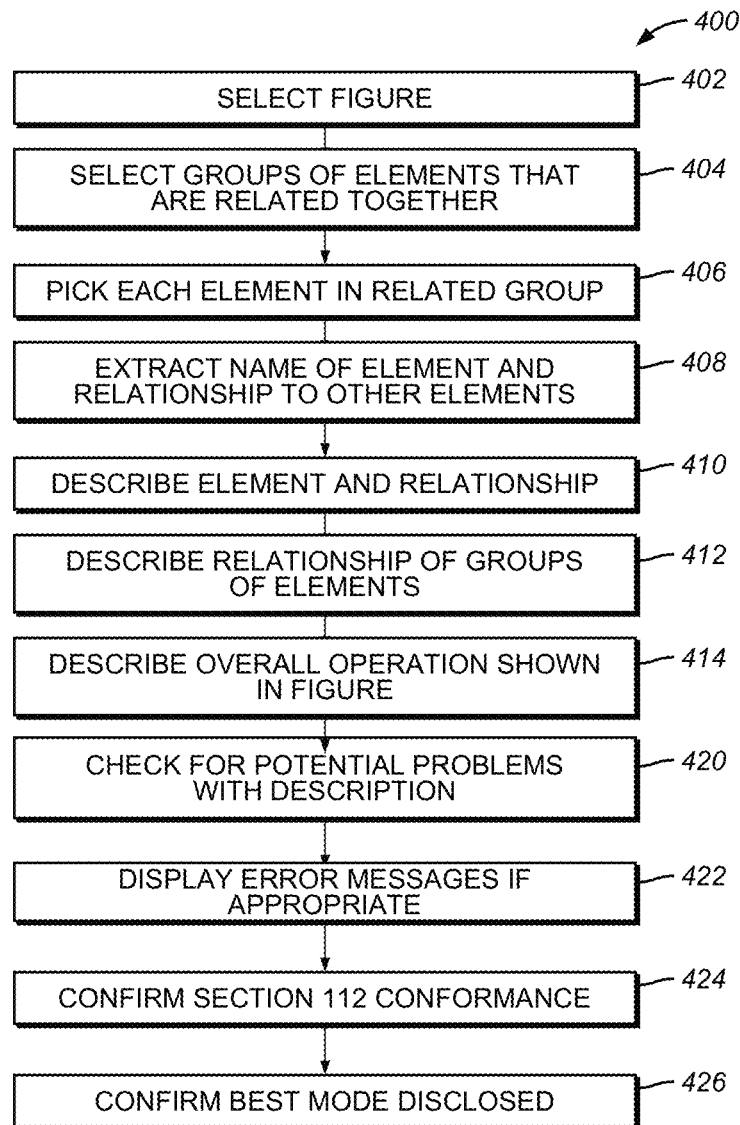 400
SELECT FIGURE
402
SELECT GROUPS OF ELEMENTS THAT
ARE RELATED TOGETHER
404
PICK EACH ELEMENT IN RELATED GROUP
406
EXTRACT NAME OF ELEMENT AND
RELATIONSHIP TO OTHER ELEMENTS
408
DESCRIBE ELEMENT AND RELATIONSHIP
410
DESCRIBE RELATIONSHIP OF GROUPS
OF ELEMENTS
412
DESCRIBE OVERALL OPERATION SHOWN
IN FIGURE
414
CHECK FOR POTENTIAL PROBLEMS
WITH DESCRIPTION
420
DISPLAY ERROR MESSAGES IF
APPROPRIATE
422
CONFIRM SECTION 112 CONFORMANCE
424
CONFIRM BEST MODE DISCLOSED
426